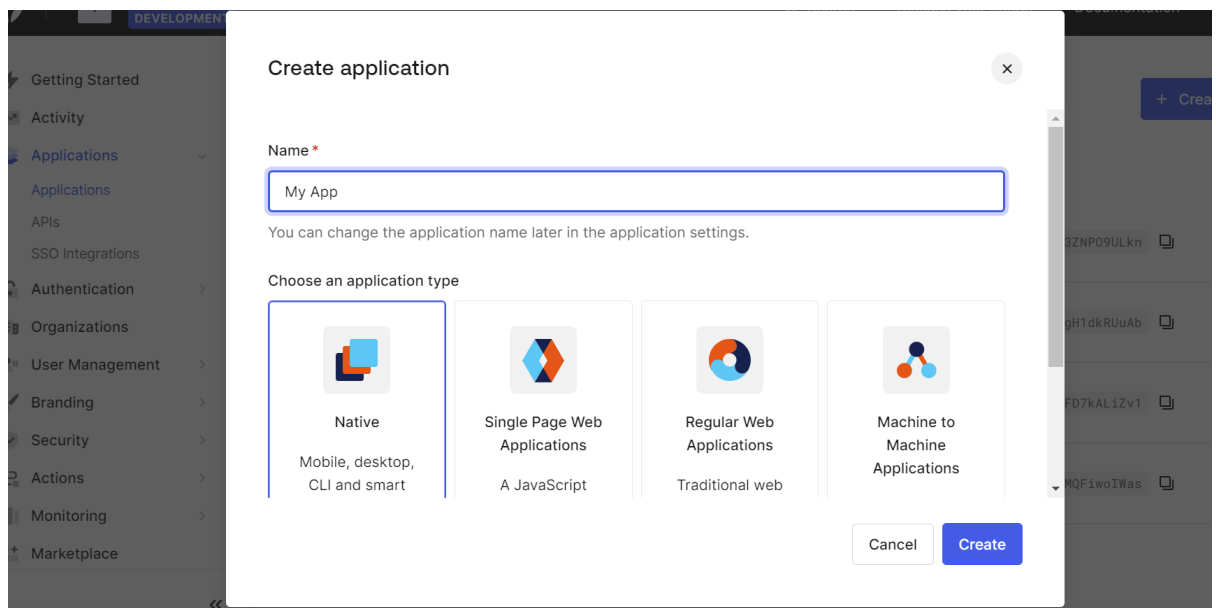 DEVELOPMENT
Getting Started
Activity
Applications
Applications
APIs
SSO Integrations
Authentication
Organizations
User Management
Branding
Security
Actions
Monitoring
Marketplace
Create application
Name *
My App
You can change the application name later in the application settings.
Choose an application type
Native
Mobile, desktop,
CLI and smart
Single Page Web
Applications
A JavaScript
Regular Web
Applications
Traditional web
Machine to
Machine
Applications
Cancel
Create
+ Crea
3ZNPO9ULkn
gH1dkRUuAb
FD7kALiZv1
MQFiwoIWas